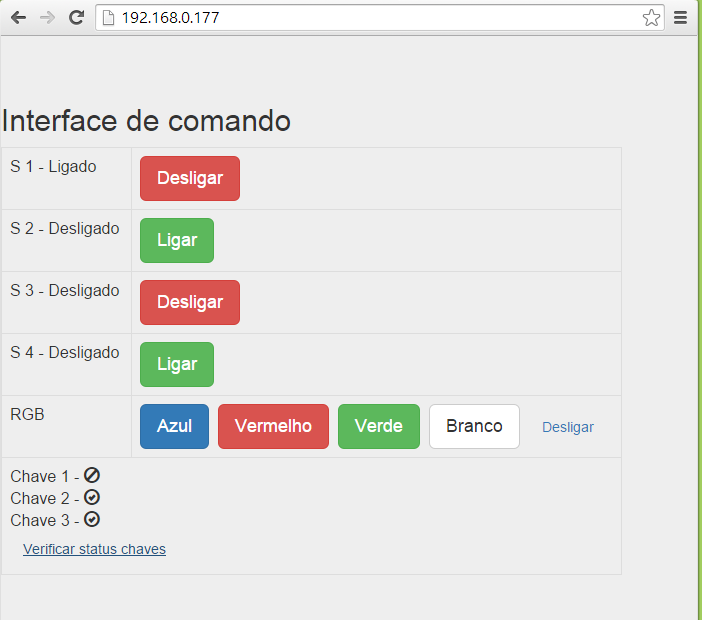 192.168.0.177
Interface de comando
S 1 - Ligado Desligar
S 2 - Desligado Ligar
S 3 - Desligado Desligar
S 4 - Desligado Ligar
RGB Azul Vermelho Verde Branco Desligar
Chave 1 -
Chave 2 -
Chave 3 -
Verificar status chaves